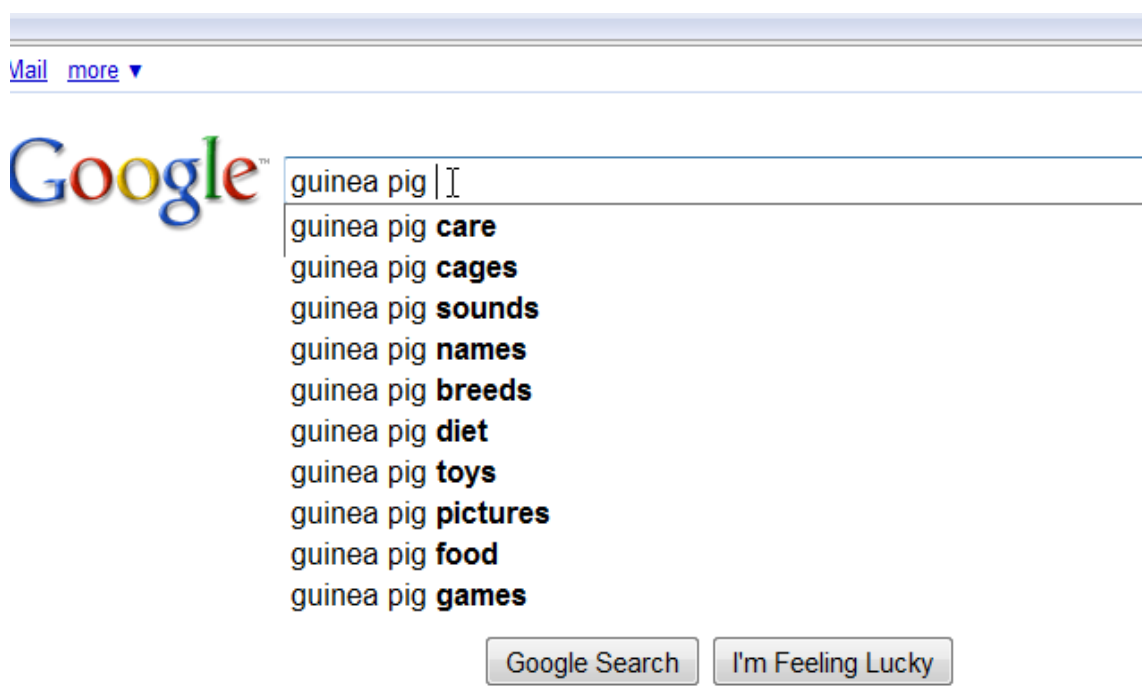 Mail more ▼
Google™
guinea pig
guinea pig care
guinea pig cages
guinea pig sounds
guinea pig names
guinea pig breeds
guinea pig diet
guinea pig toys
guinea pig pictures
guinea pig food
guinea pig games
Google Search I'm Feeling Lucky